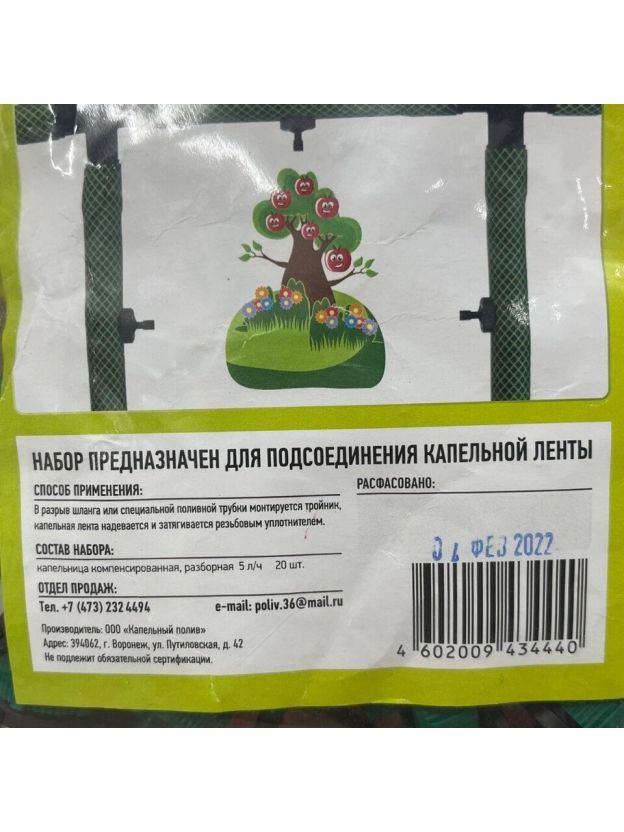 НАБОР ПРЕДНАЗНАЧЕН ДЛЯ ПОДСОЕДИНЕНИЯ КАПЕЛЬНОЙ ЛЕНТЫ
СПОСОБ ПРИМЕНЕНИЯ:
В разрыв шланга или специальной поливной трубки монтируется тройник,
капельная лента надевается и затягивается резьбовым уплотнителем.
СОСТАВ НАБОРА:
капельница компенсированная, разборная 5 л/ч 20 шт.
ОТДЕЛ ПРОДАЖ:
Тел. +7 (473) 232 4494 e-mail: poliv.36@mail.ru
Производитель: ООО «Капельный полив»
Адрес: 394062, г. Воронеж, ул. Путиловская, д. 42
Не подлежит обязательной сертификации.
РАСФАСОВАНО:
ФЕВ 2022
4 602009 434440